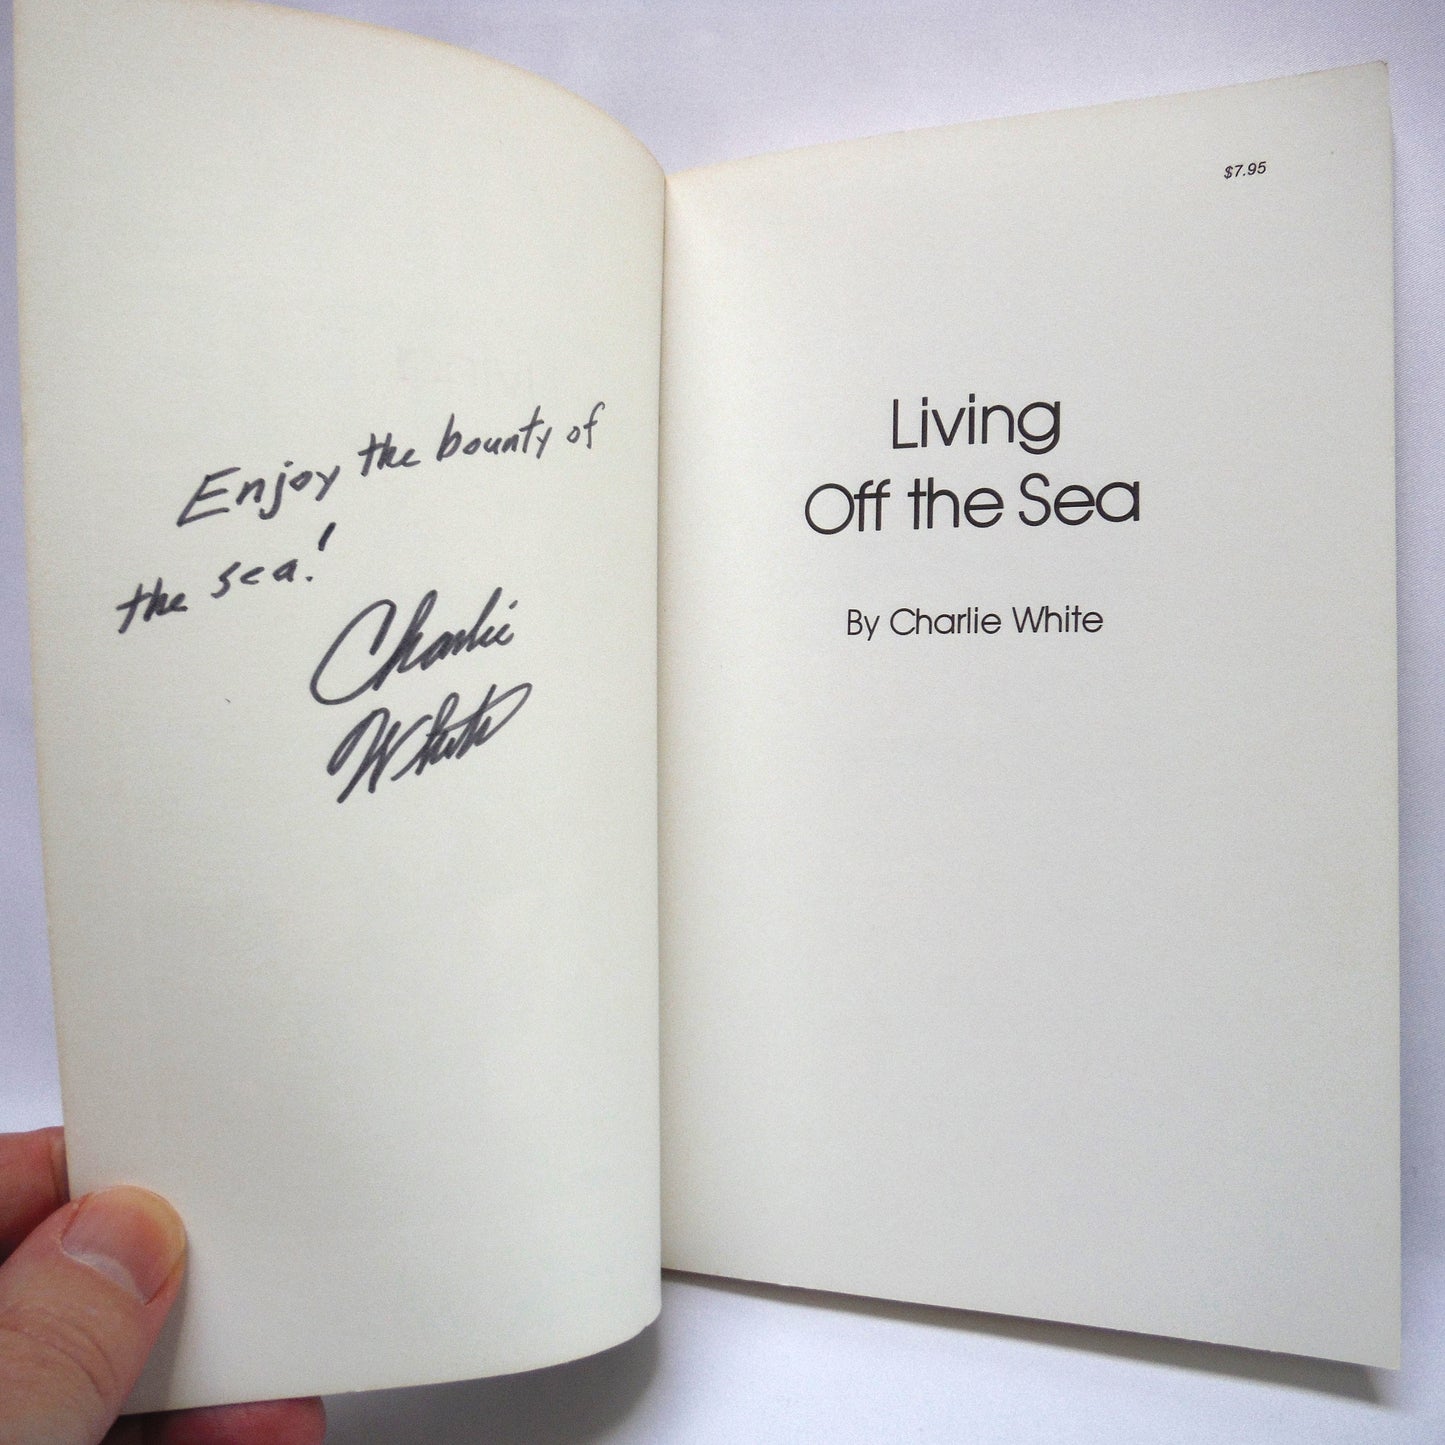 Enjoy the bounty of
the sea!
Charlie
White
$7.95
Living
Off the Sea
By Charlie White